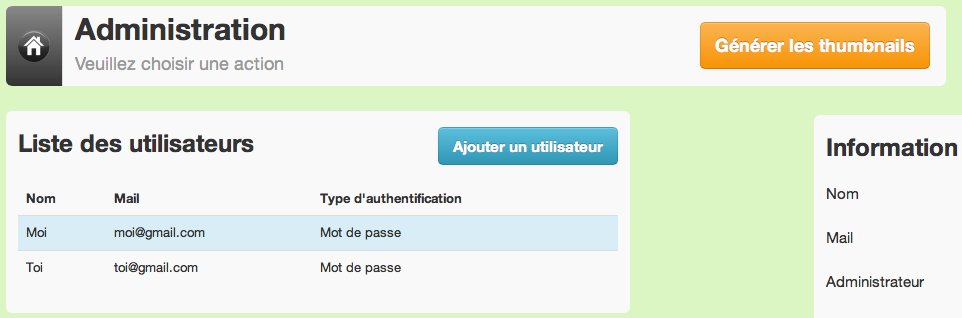 Administration
Veuillez choisir une action
Générer les thumbnails
Liste des utilisateurs
Ajouter un utilisateur
Nom Mail Type d'authentification
Moi moi@gmail.com Mot de passe
Toi toi@gmail.com Mot de passe
Information
Nom
Mail
Administrateur